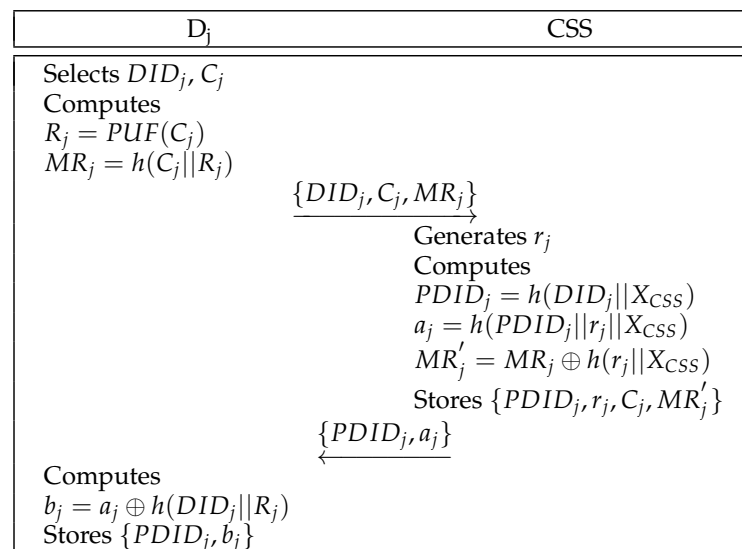 D_j CSS
Selects DID_j, C_j
Computes
R_j = PUF(C_j)
MR_j = h(C_j||R_j)
{DID_j, C_j, MR_j}
Generates r_j
Computes
PDID_j = h(DID_j||X_CSS)
a_j = h(PDID_j||r_j||X_CSS)
MR'_j = MR_j ⊕ h(r_j||X_CSS)
Stores {PDID_j, r_j, C_j, MR'_j}
{PDID_j, a_j}
Computes
b_j = a_j ⊕ h(DID_j||R_j)
Stores {PDID_j, b_j}